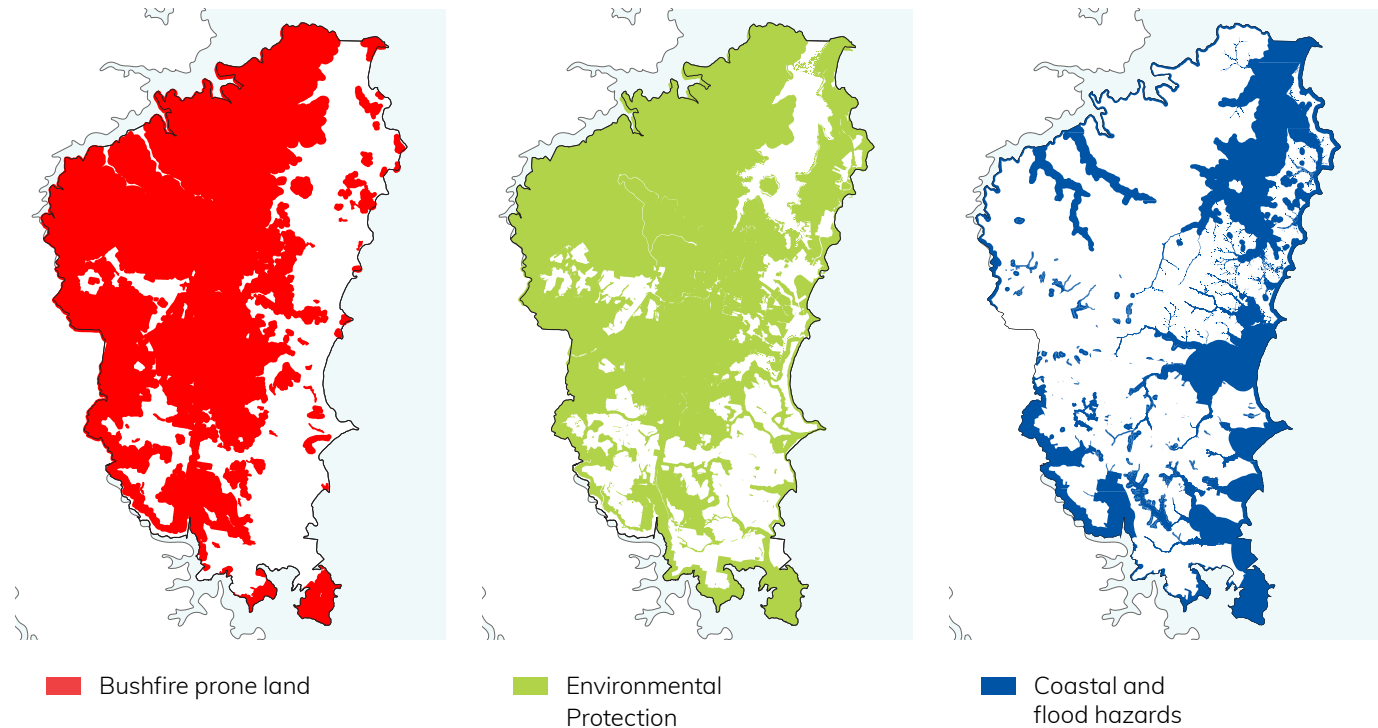 Bushfire prone land
Environmental
Protection
Coastal and
flood hazards